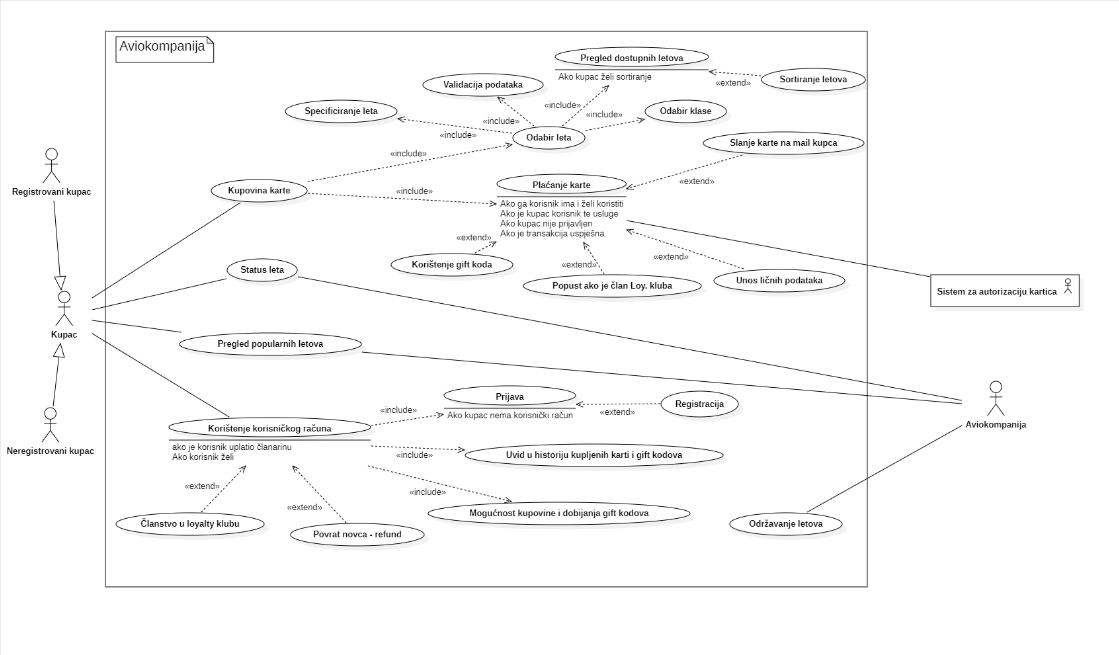 Aviokompanija
Pregled dostupnih letova
Ako kupac želi sortiranje
«extend»
Sortiranje letova
Validacija podataka
«include»
Specificiranje leta
«include»
«include»
Odabir klase
«include»
Odabir leta
Slanje karte na mail kupca
«include»
Registrovani kupac
Kupovina karte
«include»
Plaćanje karte
«extend»
Ako ga korisnik ima i želi koristiti
Ako je kupac korisnik te usluge
Ako kupac nije prijavljen
Ako je transakcija uspješna
«extend»
«extend»
«extend»
Status leta
Korištenje gift koda
Popust ako je član Loy. kluba
Unos ličnih podataka
Sistem za autorizaciju kartica
Kupac
Pregled popularnih letova
Prijava
Ako kupac nema korisnički račun
«extend»
Registracija
Aviokompanija
«include»
Neregistrovani kupac
Korištenje korisničkog računa
ako je korisnik uplatio članarinu
Ako korisnik želi
«include»
Uvid u historiju kupljenih karti i gift kodova
«extend»
«include»
«extend»
Mogućnost kupovine i dobijanja gift kodova
Članstvo u loyalty klubu
Povrat novca - refund
Održavanje letova